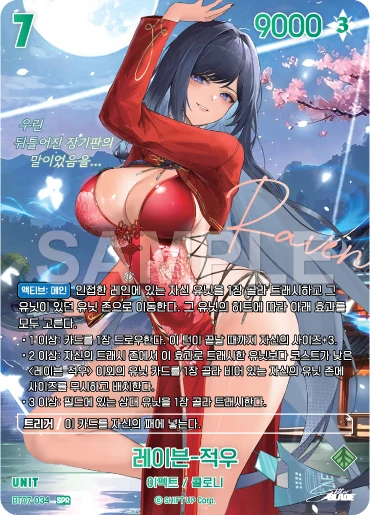 7
9000 3
우린
뒤틀어진 장기판의
말이었음을...
Raven
SAMPLE
액티브: 메인 인접한 레인에 있는 자신 유닛을 1장 골라 트래시하고 그
유닛이 있던 유닛 존으로 이동한다. 그 유닛의 히트에 따라 아래 효과를
모두 고른다.
· 1 이상: 카드를 1장 드로우한다. 이 턴이 끝날 때까지 자신의 사이즈+3.
· 2 이상: 자신의 트래시 존에서 이 효과로 트래시한 유닛보다 코스트가 낮은
<레이븐-적우> 이외의 유닛 카드를 1장 골라 비어 있는 자신의 유닛 존에
사이즈를 무시하고 배치한다.
· 3 이상: 필드에 있는 상대 유닛을 1장 골라 트래시한다.
트리거 / 이 카드를 자신의 패에 넣는다.
레이븐-적우
이펙트 / 콜로니
UNIT
BT07-034 SPR
© SHIFT UP Corp.
BLADE